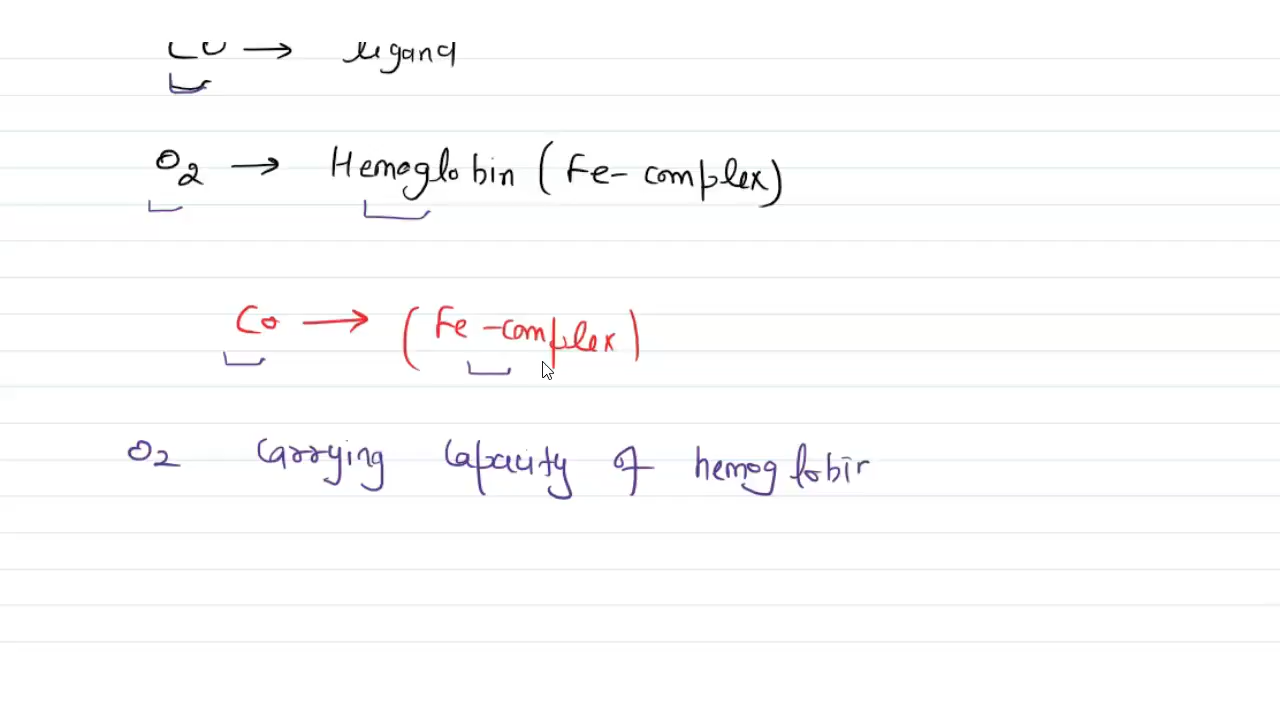 CO → ligand
O2 → Hemoglobin (Fe- complex)
Co → (Fe -complex)
O2 Carrying Capacity of hemoglobin